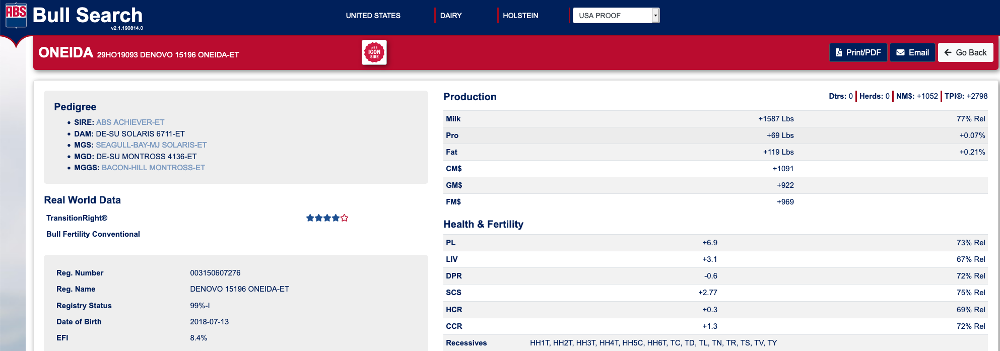 ABS
Bull Search
v2.1.190814.0
UNITED STATES
DAIRY
HOLSTEIN
USA PROOF
ONEIDA 29HO19093 DENOVO 15196 ONEIDA-ET
ABS
ICON
SIRE
Print/PDF
Email
Go Back
Pedigree
• SIRE: ABS ACHIEVER-ET
• DAM: DE-SU SOLARIS 6711-ET
• MGS: SEAGULL-BAY-MJ SOLARIS-ET
• MGD: DE-SU MONTROSS 4136-ET
• MGGS: BACON-HILL MONTROSS-ET
Real World Data
TransitionRight®
Bull Fertility Conventional
Reg. Number 003150607276
Reg. Name DENOVO 15196 ONEIDA-ET
Registry Status 99%-I
Date of Birth 2018-07-13
EFI 8.4%
Production Dtrs: 0 Herds: 0 NM$: +1052 TPI®: +2798
Milk +1587 Lbs 77% Rel
Pro +69 Lbs +0.07%
Fat +119 Lbs +0.21%
CM$ +1091
GM$ +922
FM$ +969
Health & Fertility
PL +6.9 73% Rel
LIV +3.1 67% Rel
DPR -0.6 72% Rel
SCS +2.77 75% Rel
HCR +0.3 69% Rel
CCR +1.3 72% Rel
Recessives HH1T, HH2T, HH3T, HH4T, HH5C, HH6T, TC, TD, TL, TN, TR, TS, TV, TY